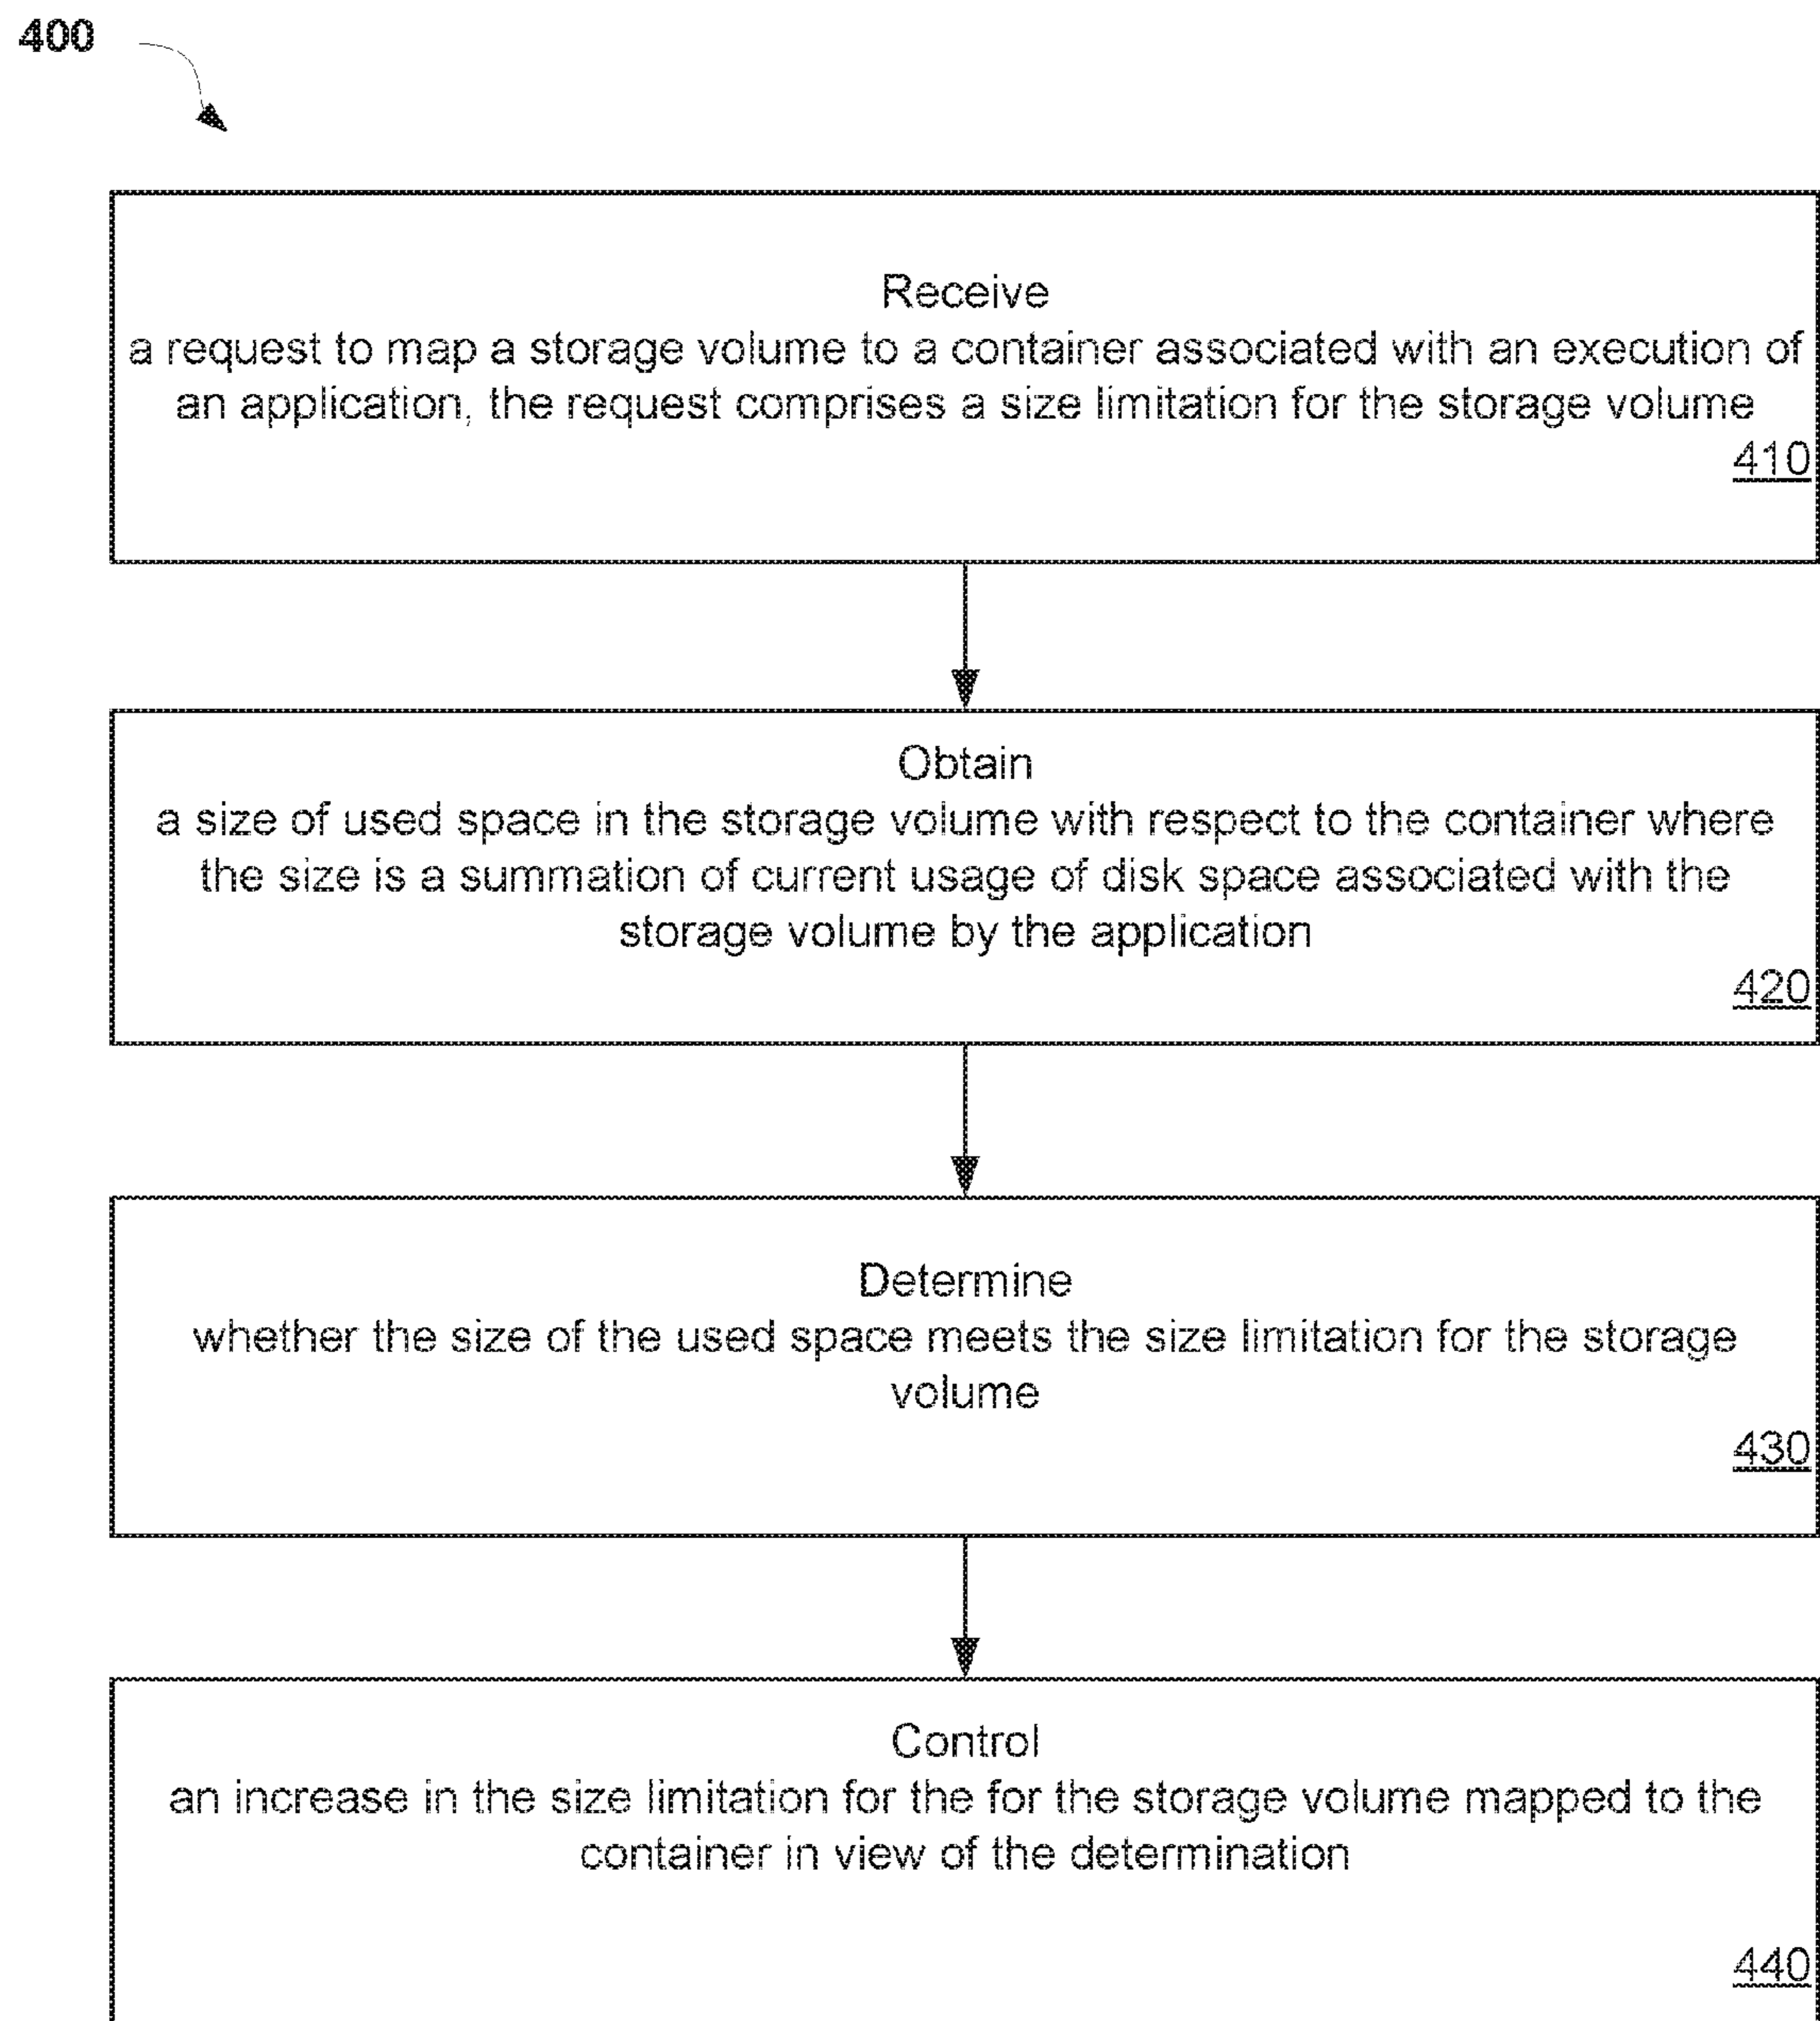 400
Receive
a request to map a storage volume to a container associated with an execution of
an application, the request comprises a size limitation for the storage volume
410
Obtain
a size of used space in the storage volume with respect to the container where
the size is a summation of current usage of disk space associated with the
storage volume by the application
420
Determine
whether the size of the used space meets the size limitation for the storage
volume
430
Control
an increase in the size limitation for the for the storage volume mapped to the
container in view of the determination
440